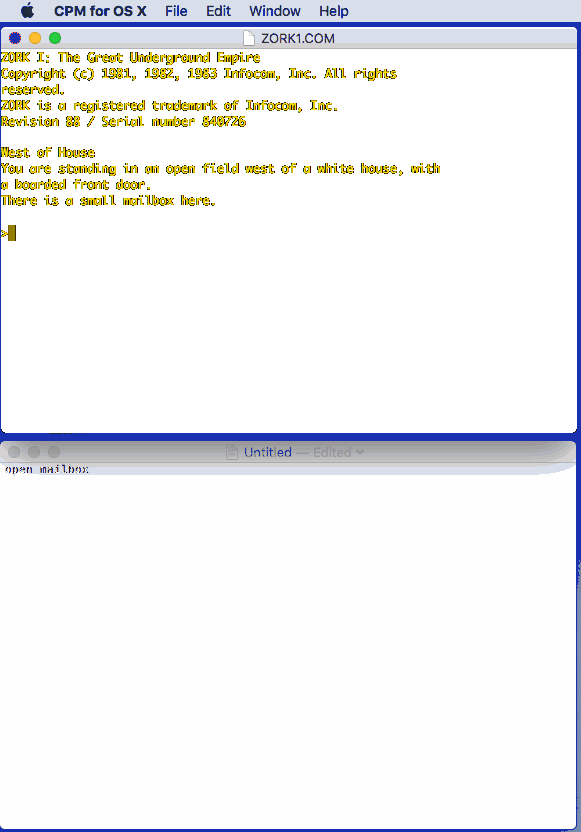 CPM for OS X File Edit Window Help
ZORK1.COM
ZORK I: The Great Underground Empire
Copyright (c) 1981, 1982, 1983 Infocom, Inc. All rights
reserved.
ZORK is a registered trademark of Infocom, Inc.
Revision 88 / Serial number 840726
West of House
You are standing in an open field west of a white house, with
a boarded front door.
There is a small mailbox here.
>
Untitled — Edited
open mailbox